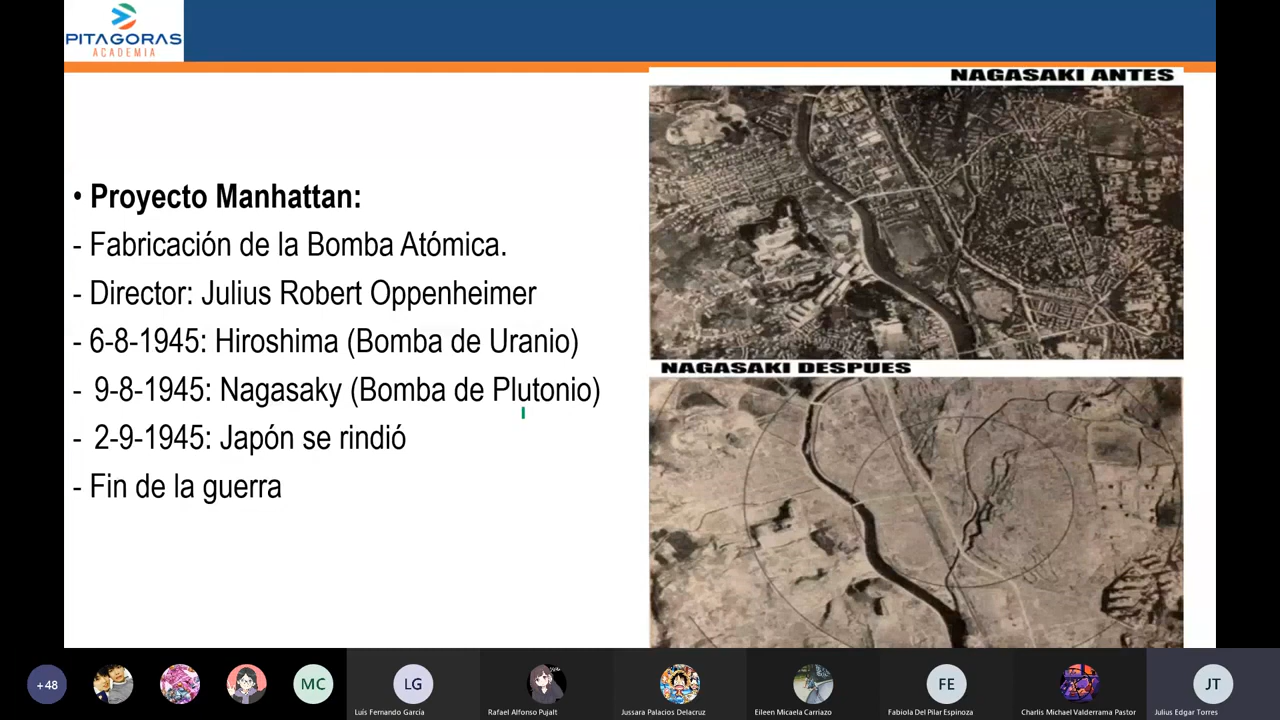 PITAGORAS
ACADEMIA
NAGASAKI ANTES
• Proyecto Manhattan:
- Fabricación de la Bomba Atómica.
- Director: Julius Robert Oppenheimer
- 6-8-1945: Hiroshima (Bomba de Uranio)
- 9-8-1945: Nagasaky (Bomba de Plutonio)
- 2-9-1945: Japón se rindió
- Fin de la guerra
NAGASAKI DESPUES
+48
MC
LG
FE
JT
Luis Fernando García
Rafael Alfonso Pujalt
Jussara Palacios Delacruz
Eileen Micaela Carriazo
Fabiola Del Pilar Espinoza
Charlis Michael Valderrama Pastor
Julius Edgar Torres